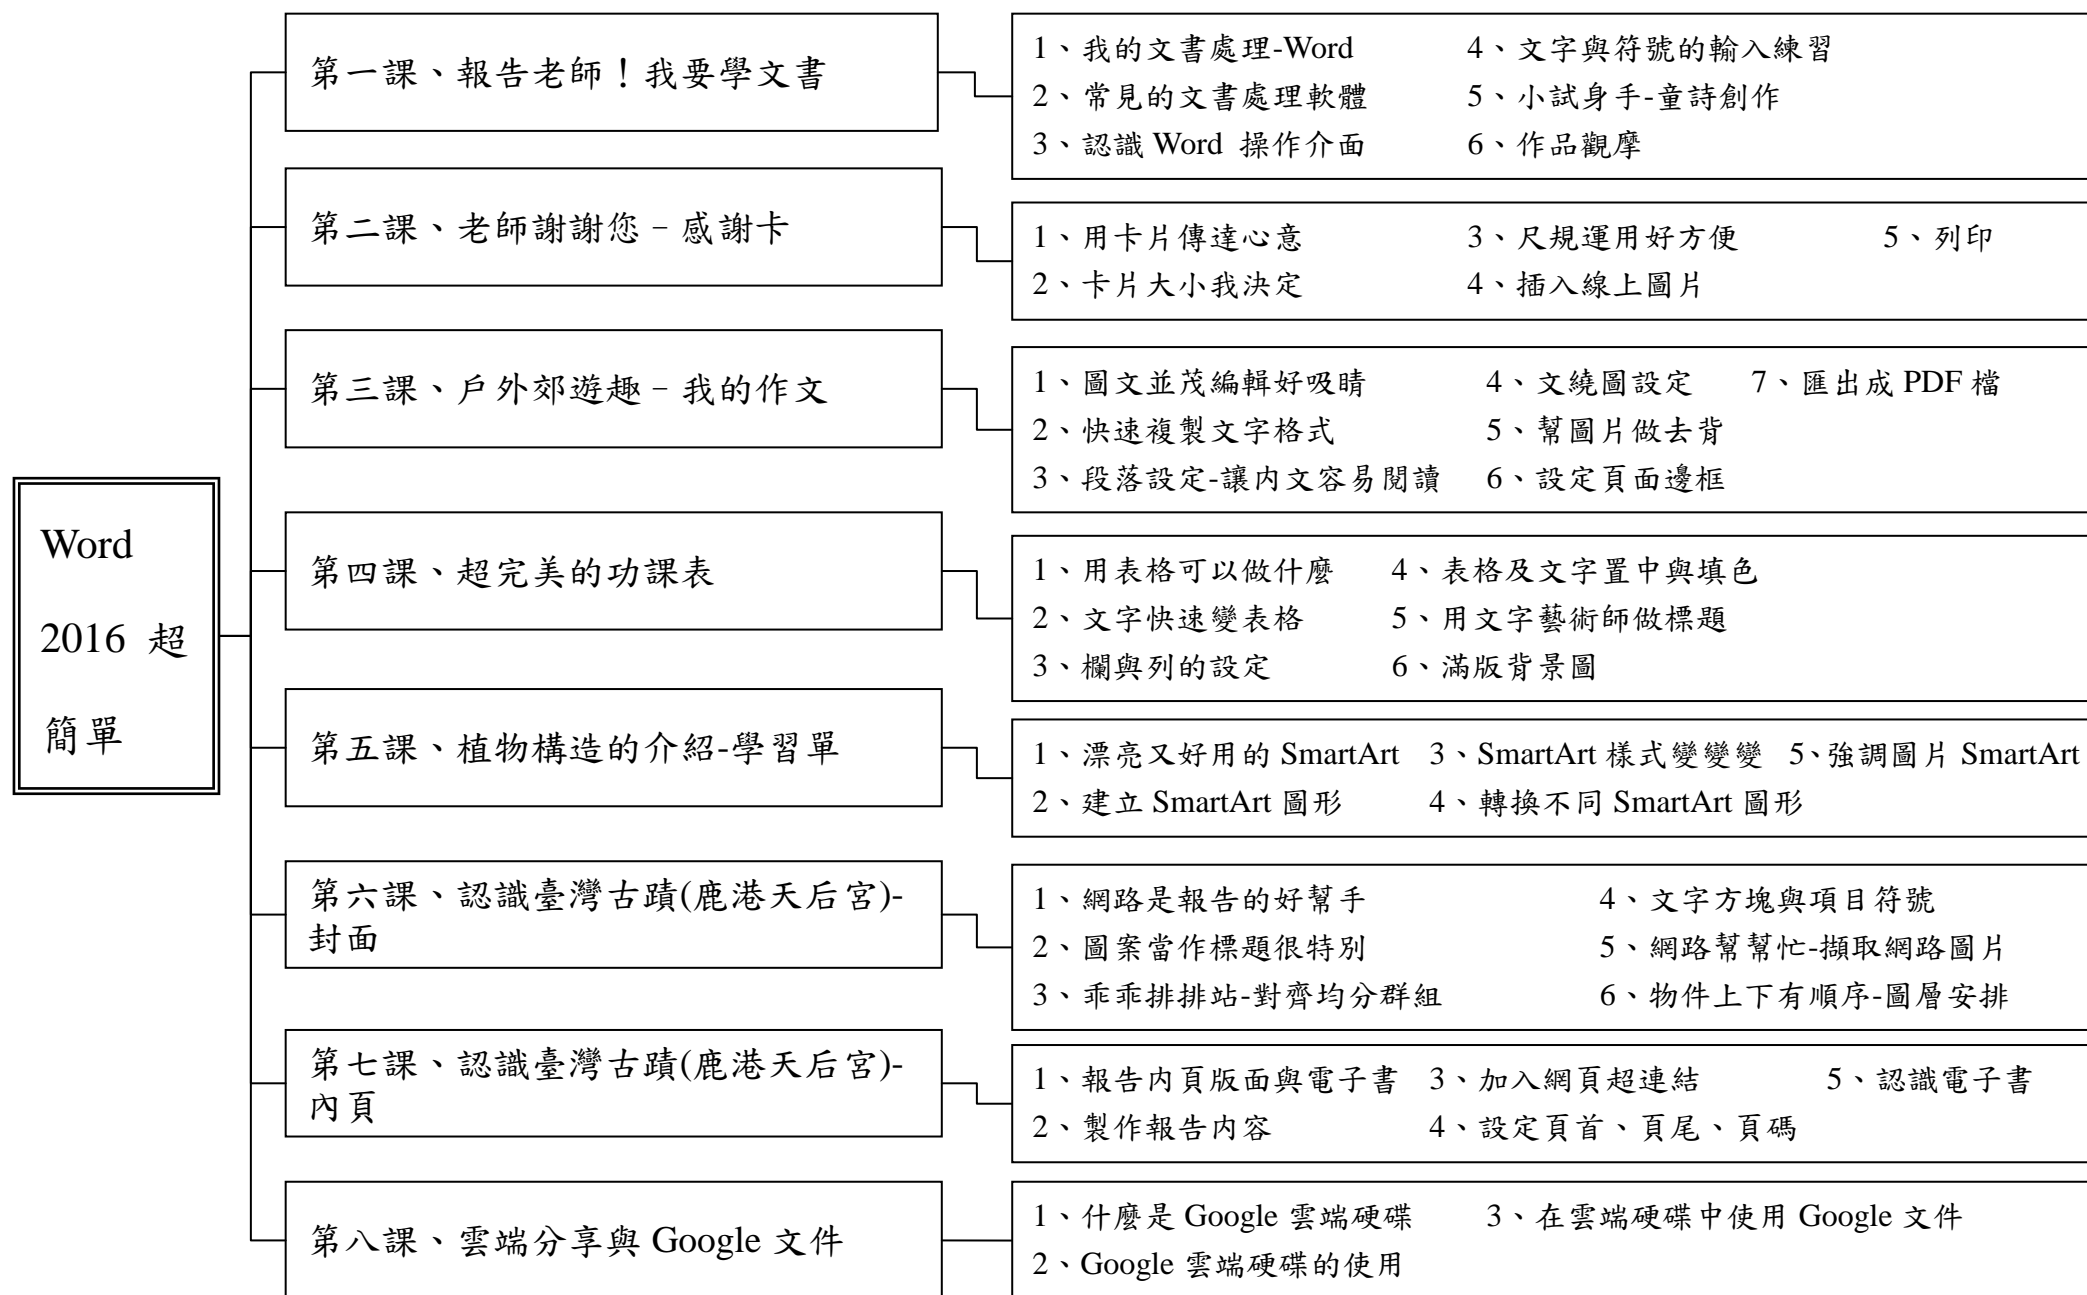 Word
2016 超
簡單
第一課、報告老師！我要學文書
1、我的文書處理-Word 4、文字與符號的輸入練習
2、常見的文書處理軟體 5、小試身手-童詩創作
3、認識 Word 操作介面 6、作品觀摩
第二課、老師謝謝您－感謝卡
1、用卡片傳達心意 3、尺規運用好方便 5、列印
2、卡片大小我決定 4、插入線上圖片
第三課、戶外郊遊趣－我的作文
1、圖文並茂編輯好吸睛 4、文繞圖設定 7、匯出成 PDF 檔
2、快速複製文字格式 5、幫圖片做去背
3、段落設定-讓內文容易閱讀 6、設定頁面邊框
第四課、超完美的功課表
1、用表格可以做什麼 4、表格及文字置中與填色
2、文字快速變表格 5、用文字藝術師做標題
3、欄與列的設定 6、滿版背景圖
第五課、植物構造的介紹-學習單
1、漂亮又好用的 SmartArt 3、SmartArt 樣式變變變 5、強調圖片 SmartArt
2、建立 SmartArt 圖形 4、轉換不同 SmartArt 圖形
第六課、認識臺灣古蹟(鹿港天后宮)-
封面
1、網路是報告的好幫手 4、文字方塊與項目符號
2、圖案當作標題很特別 5、網路幫幫忙-擷取網路圖片
3、乖乖排排站-對齊均分群組 6、物件上下有順序-圖層安排
第七課、認識臺灣古蹟(鹿港天后宮)-
內頁
1、報告內頁版面與電子書 3、加入網頁超連結 5、認識電子書
2、製作報告內容 4、設定頁首、頁尾、頁碼
第八課、雲端分享與 Google 文件
1、什麼是 Google 雲端硬碟 3、在雲端硬碟中使用 Google 文件
2、Google 雲端硬碟的使用